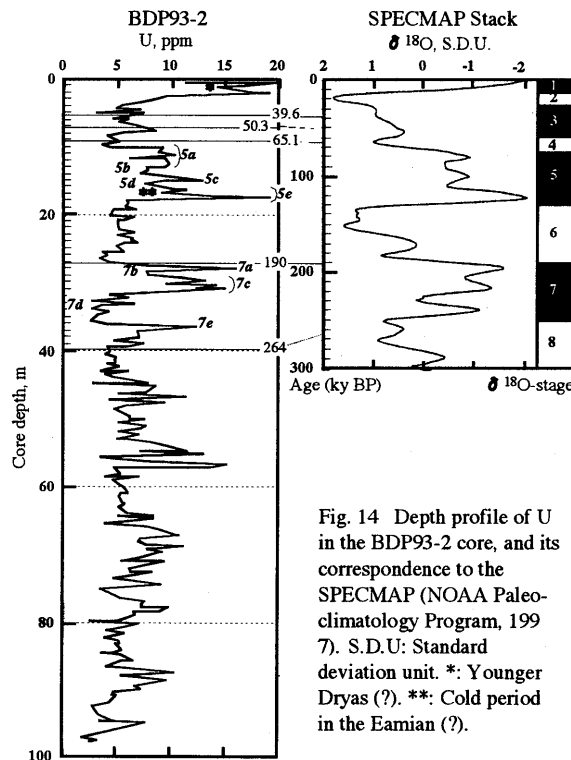 BDP93-2
U, ppm
0 5 10 15 20
0
20
40
60
80
100
Core depth, m
*
5a
5b
5c
5d
**
5e
7a
7b
7c
7d
7e
39.6
50.3
65.1
190
264
SPECMAP Stack
δ 18O, S.D.U.
2 1 0 -1 -2
0
100
200
300
Age (ky BP)
δ 18O-stage
1
2
3
4
5
6
7
8
Fig. 14 Depth profile of U
in the BDP93-2 core, and its
correspondence to the
SPECMAP (NOAA Paleo-
climatology Program, 199
7). S.D.U: Standard
deviation unit. *: Younger
Dryas (?). **: Cold period
in the Eamian (?).